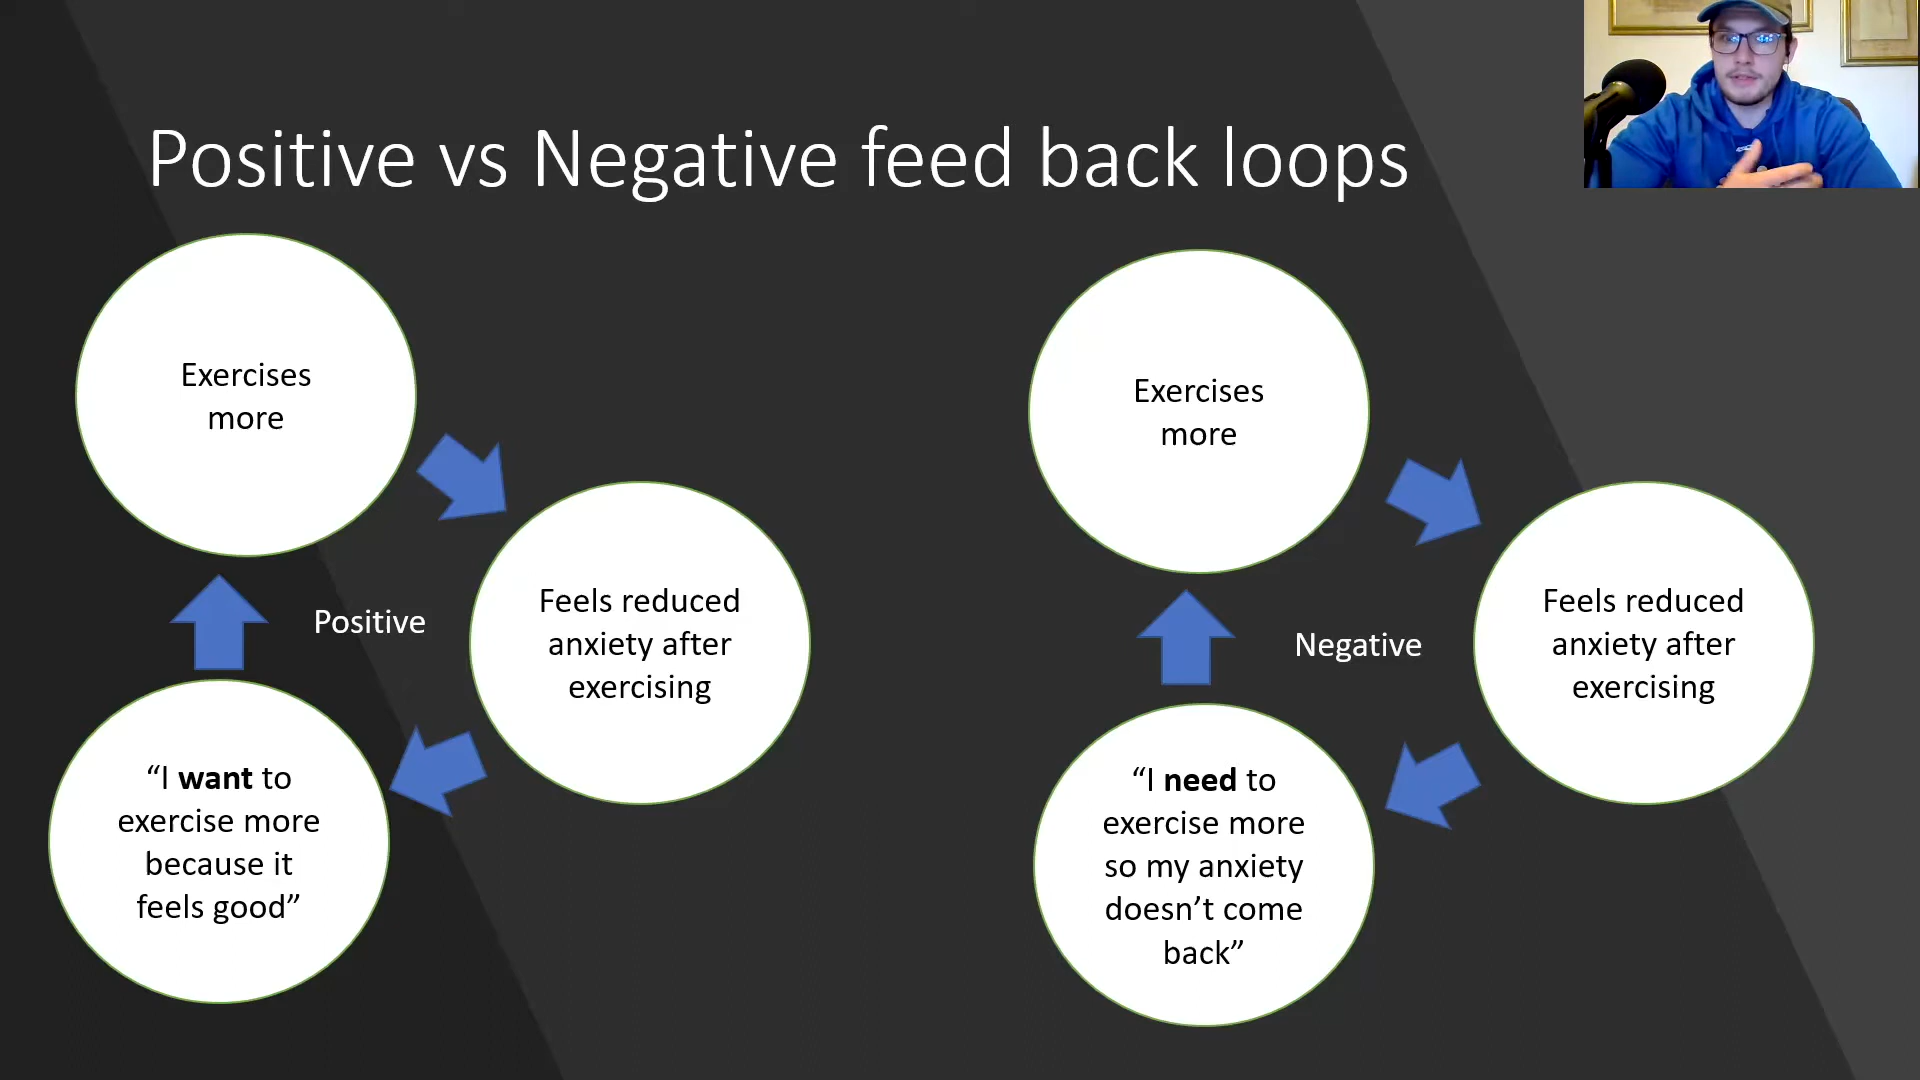 Positive vs Negative feed back loops
Exercises
more
Feels reduced
anxiety after
exercising
Positive
“I want to
exercise more
because it
feels good”
Exercises
more
Feels reduced
anxiety after
exercising
Negative
“I need to
exercise more
so my anxiety
doesn’t come
back”